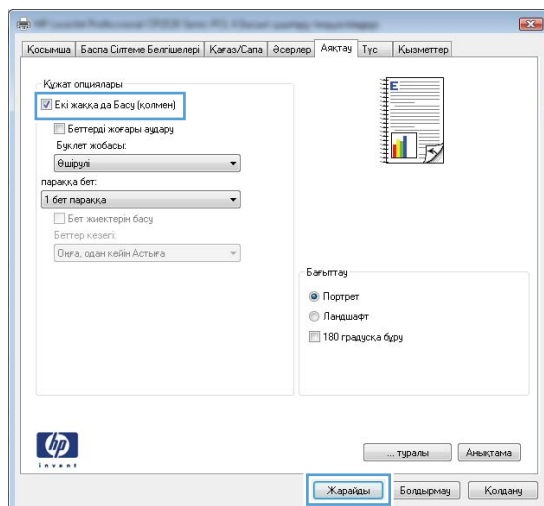 Қосымша Баспа Сілтеме Белгішелері Қағаз/Сапа Әсерлер Аяқтау Түс Қызметтер
Құжат опциялары
Екі жаққа да Басу (қолмен)
Беттерді жоғары аудару
Буклет жобасы:
Өшірулі
параққа бет:
1 бет параққа
Бет жиектерін басу
Беттер кезегі:
Оңға, одан кейін Астыға
E
Бағыттау
Портрет
Ландшафт
180 градусқа бұру
hp
invent
... туралы Анықтама
Жарайды Болдырмау Қолдану